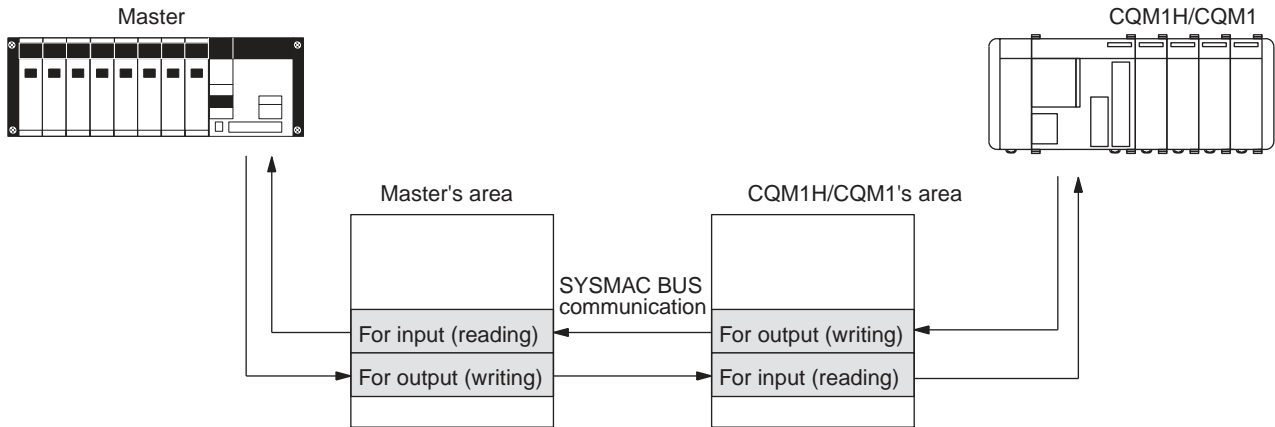 Master
CQM1H/CQM1
Master's area
CQM1H/CQM1's area
SYSMAC BUS
communication
For input (reading)
For output (writing)
For output (writing)
For input (reading)